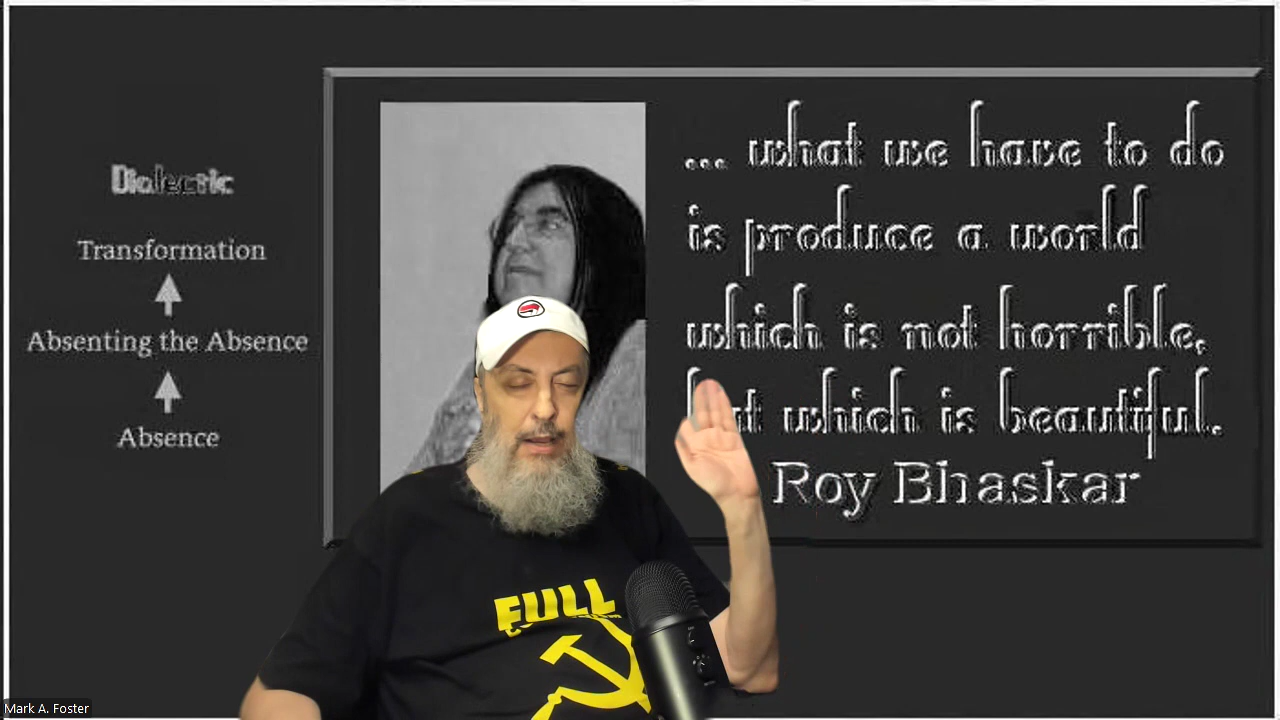 Dialectic
Transformation
Absenting the Absence
Absence
... what we have to do
is produce a world
which is not horrible,
but which is beautiful.
Roy Bhaskar
FULL
Mark A. Foster